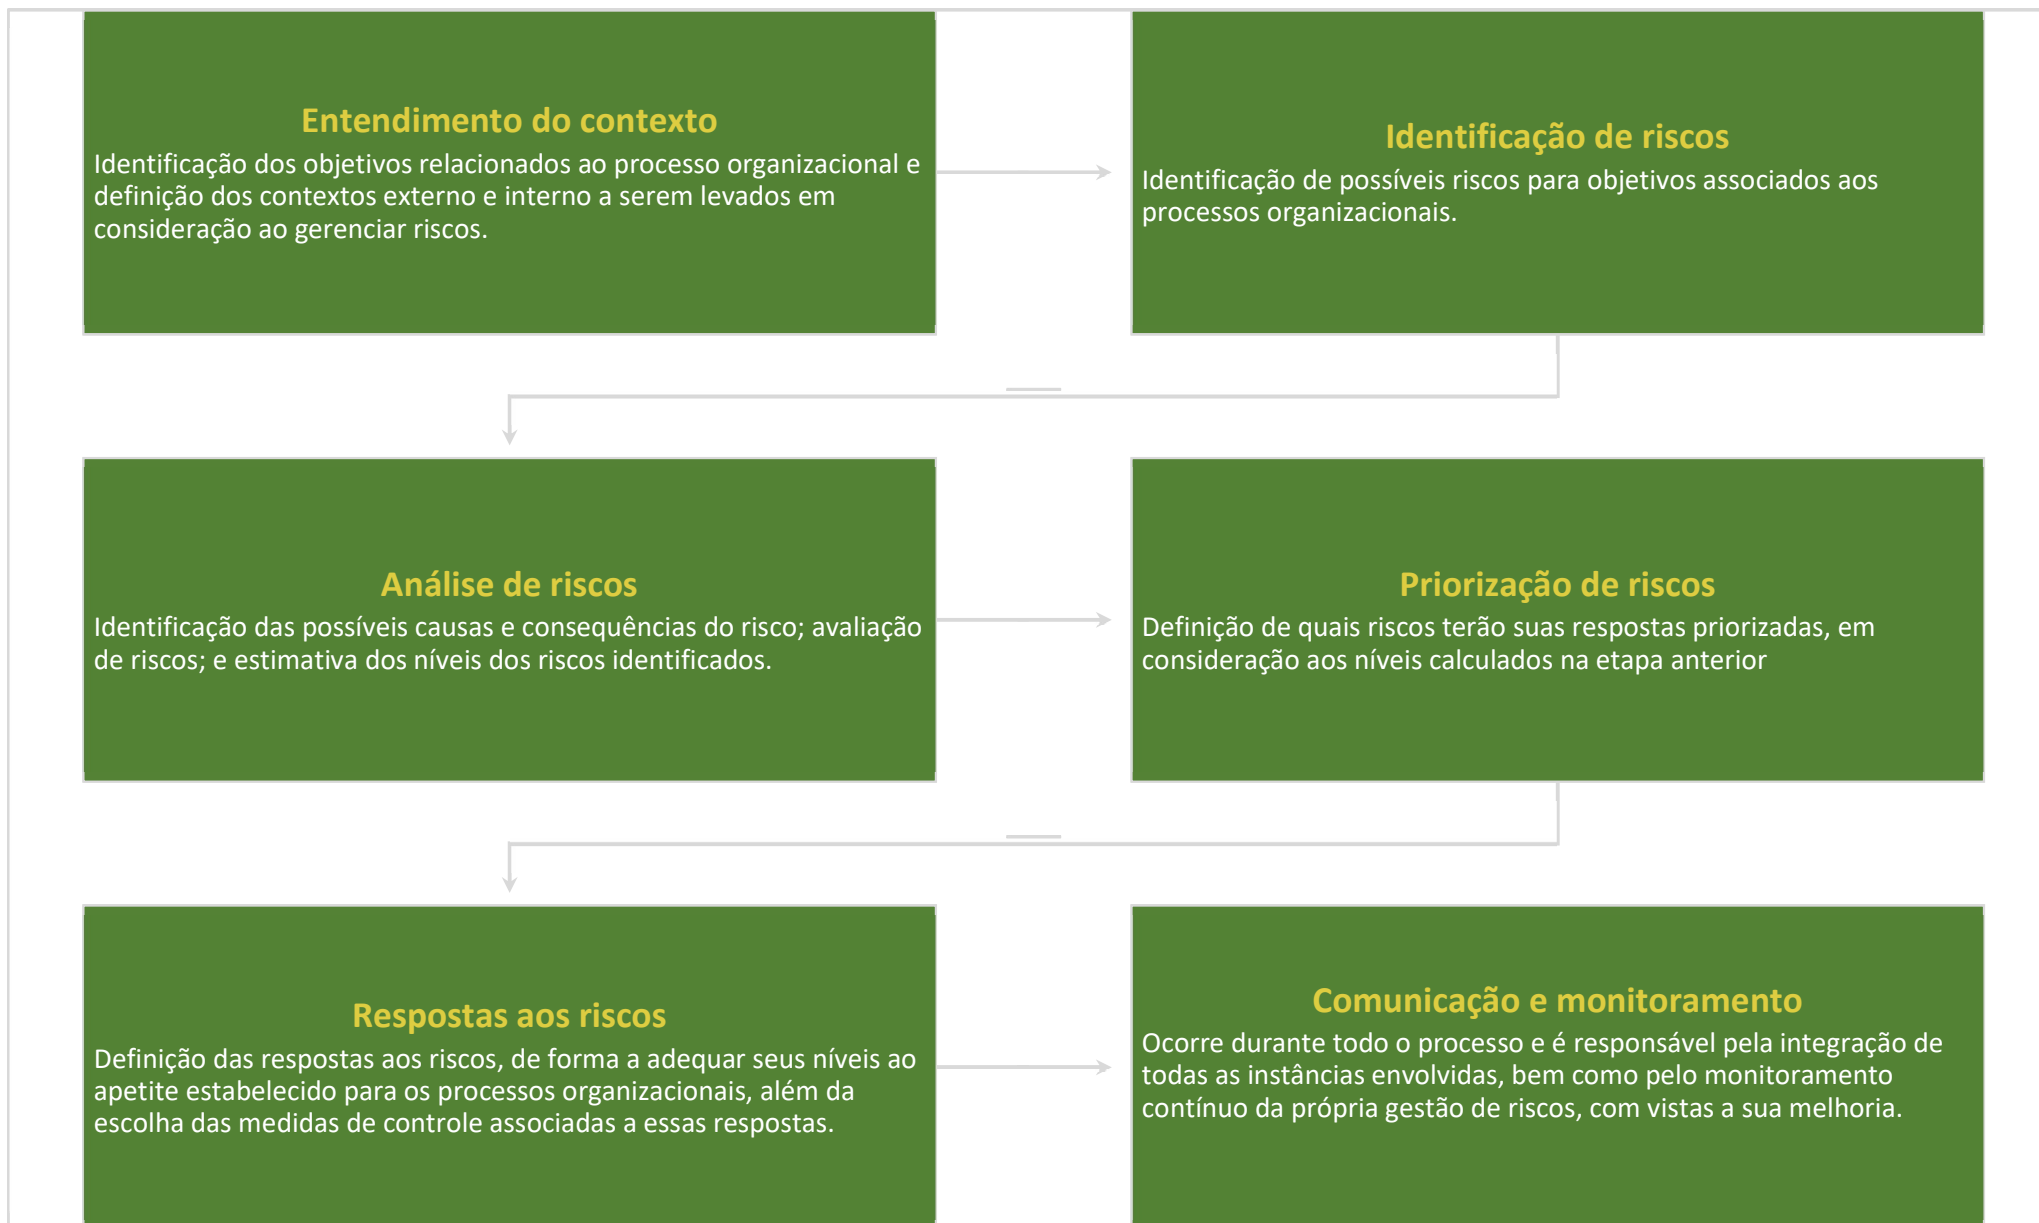 Entendimento do contexto
Identificação dos objetivos relacionados ao processo organizacional e
definição dos contextos externo e interno a serem levados em
consideração ao gerenciar riscos.
Identificação de riscos
Identificação de possíveis riscos para objetivos associados aos
processos organizacionais.
Análise de riscos
Identificação das possíveis causas e consequências do risco; avaliação
de riscos; e estimativa dos níveis dos riscos identificados.
Priorização de riscos
Definição de quais riscos terão suas respostas priorizadas, em
consideração aos níveis calculados na etapa anterior
Respostas aos riscos
Definição das respostas aos riscos, de forma a adequar seus níveis ao
apetite estabelecido para os processos organizacionais, além da
escolha das medidas de controle associadas a essas respostas.
Comunicação e monitoramento
Ocorre durante todo o processo e é responsável pela integração de
todas as instâncias envolvidas, bem como pelo monitoramento
contínuo da própria gestão de riscos, com vistas a sua melhoria.